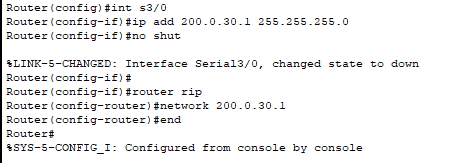 Router(config)#int s3/0
Router(config-if)#ip add 200.0.30.1 255.255.255.0
Router(config-if)#no shut
%LINK-5-CHANGED: Interface Serial3/0, changed state to down
Router(config-if)#
Router(config-if)#router rip
Router(config-router)#network 200.0.30.1
Router(config-router)#end
Router#
%SYS-5-CONFIG_I: Configured from console by console